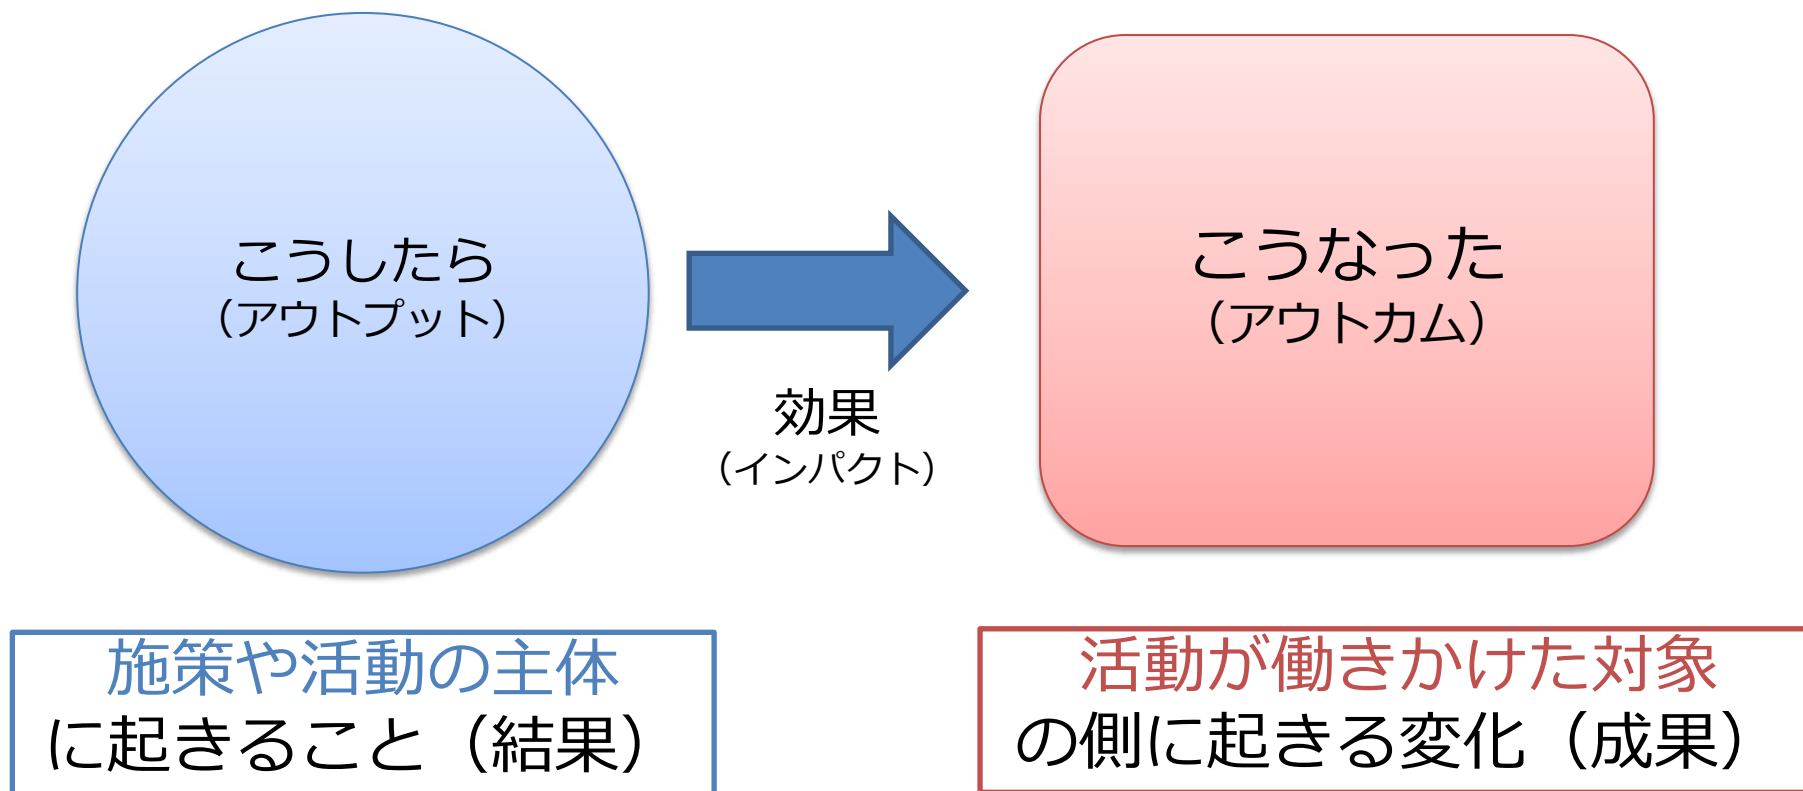 こうしたら
（アウトプット）
効果
（インパクト）
こうなった
（アウトカム）
施策や活動の主体
に起きること（結果）
活動が働きかけた対象
の側に起きる変化（成果）